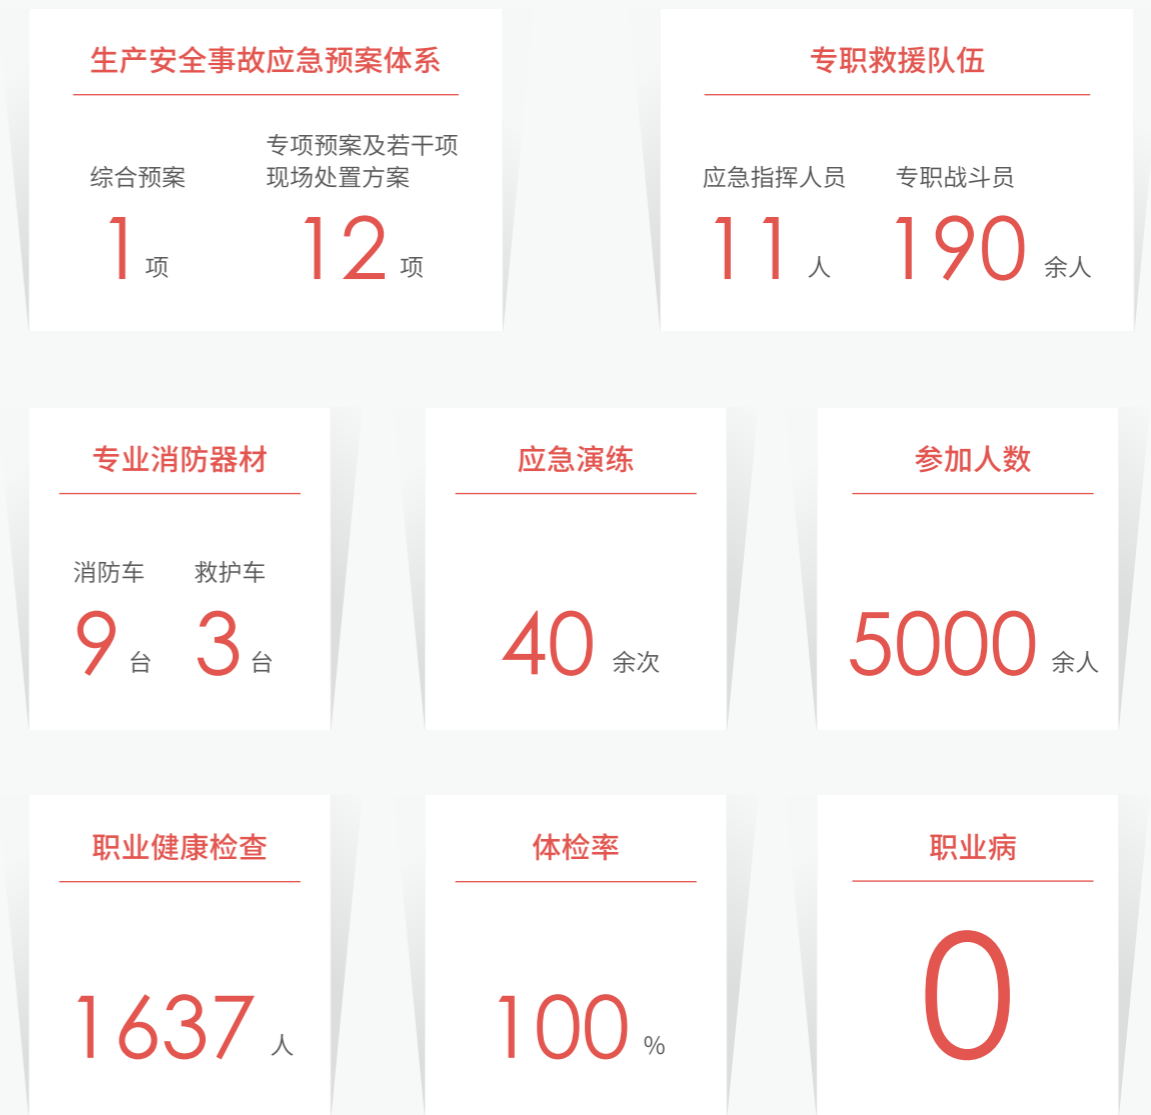 生产安全事故应急预案体系
综合预案
1 项
专项预案及若干项
现场处置方案
12 项
专职救援队伍
应急指挥人员
11 人
专职战斗员
190 余人
专业消防器材
消防车
9 台
救护车
3 台
应急演练
40 余次
参加人数
5000 余人
职业健康检查
1637 人
体检率
100 %
职业病
0